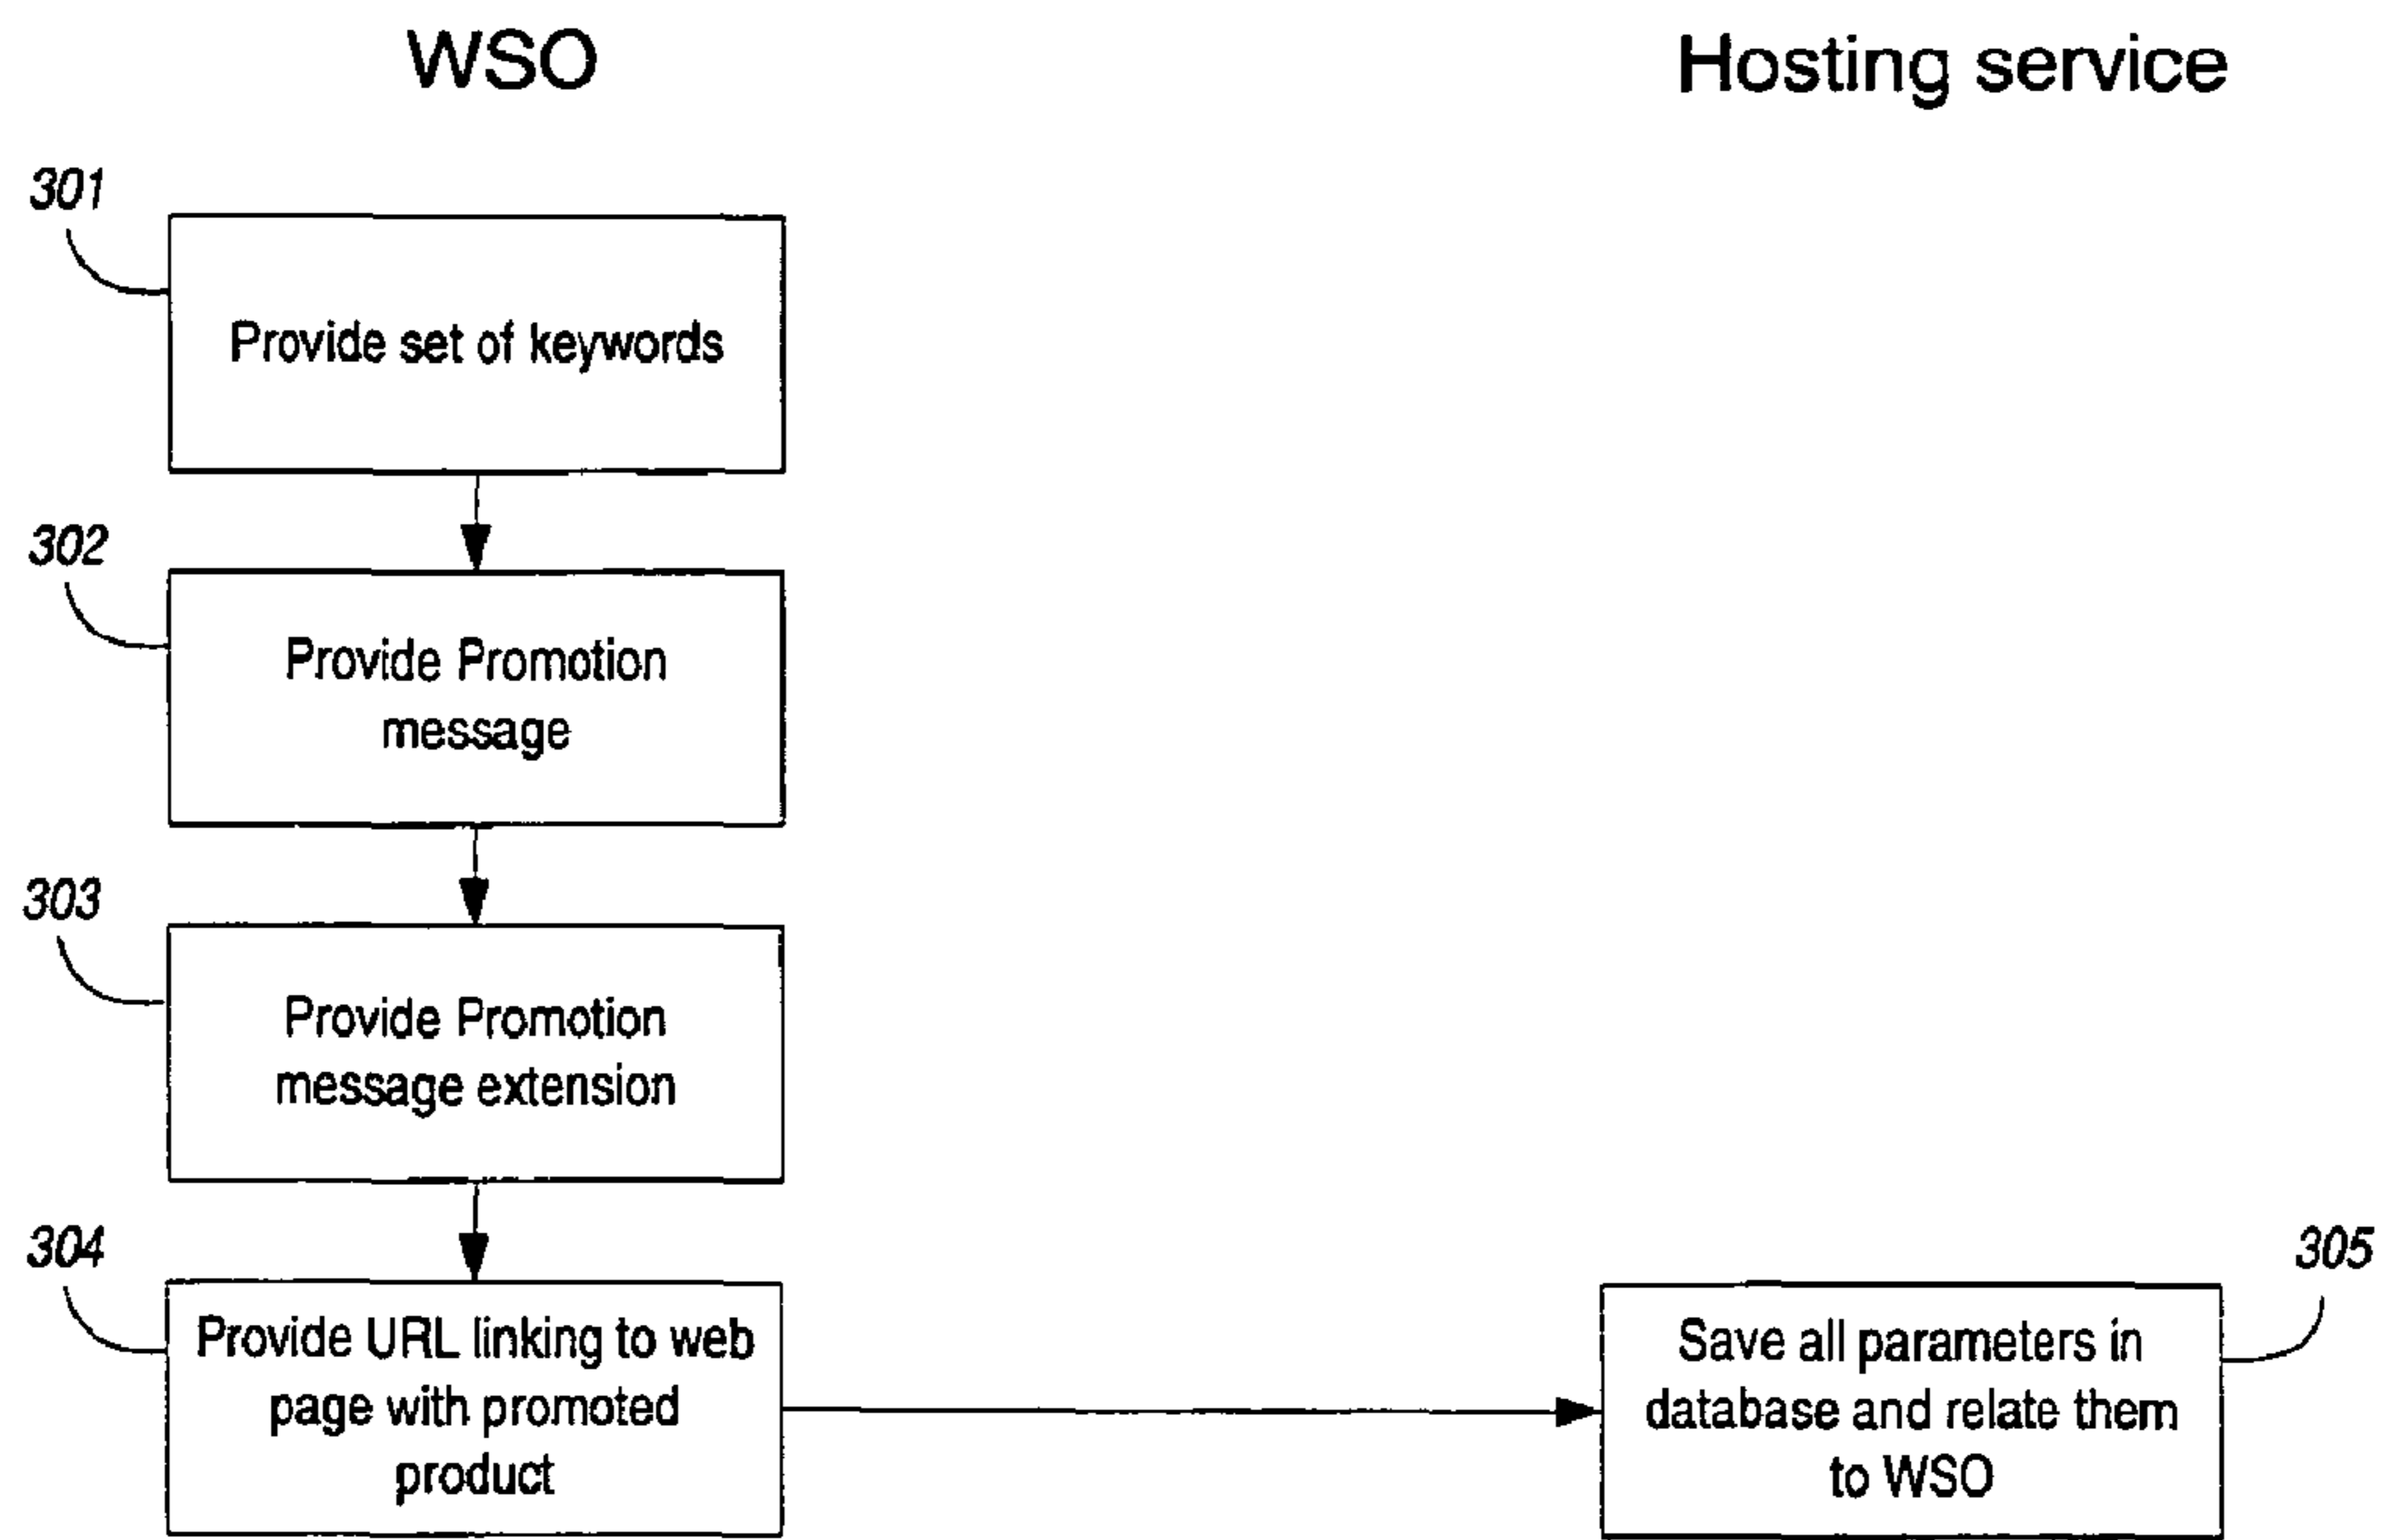 WSO
Hosting service
301
Provide set of keywords
302
Provide Promotion
message
303
Provide Promotion
message extension
304
Provide URL linking to web
page with promoted
product
305
Save all parameters in
database and relate them
to WSO